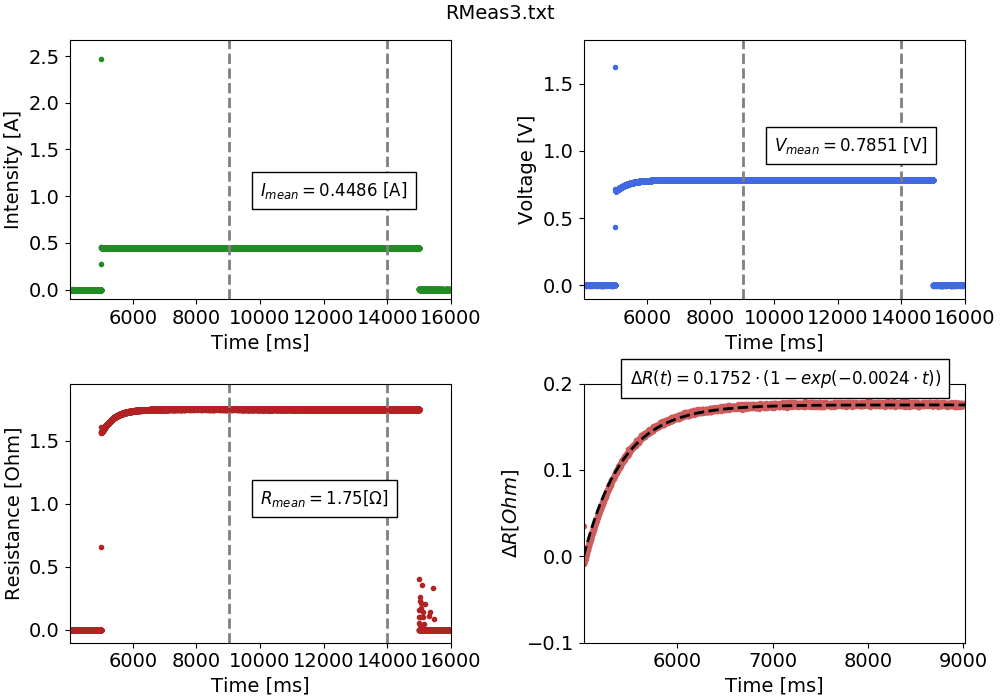 RMeas3.txt
Intensity [A]
2.5
2.0
1.5
1.0
0.5
0.0
I_mean = 0.4486 [A]
6000 8000 10000 12000 14000 16000
Time [ms]
Voltage [V]
1.5
1.0
0.5
0.0
V_mean = 0.7851 [V]
6000 8000 10000 12000 14000 16000
Time [ms]
Resistance [Ohm]
1.5
1.0
0.5
0.0
R_mean = 1.75[Ω]
6000 8000 10000 12000 14000 16000
Time [ms]
ΔR[Ohm]
0.2
0.1
0.0
−0.1
ΔR(t) = 0.1752 · (1 − exp(−0.0024 · t))
6000 7000 8000 9000
Time [ms]